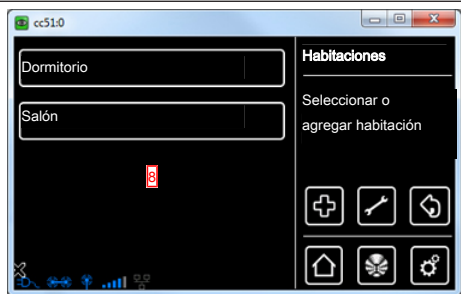 cc51:0
Dormitorio
Salón
8
Habitaciones
Seleccionar o
agregar habitación